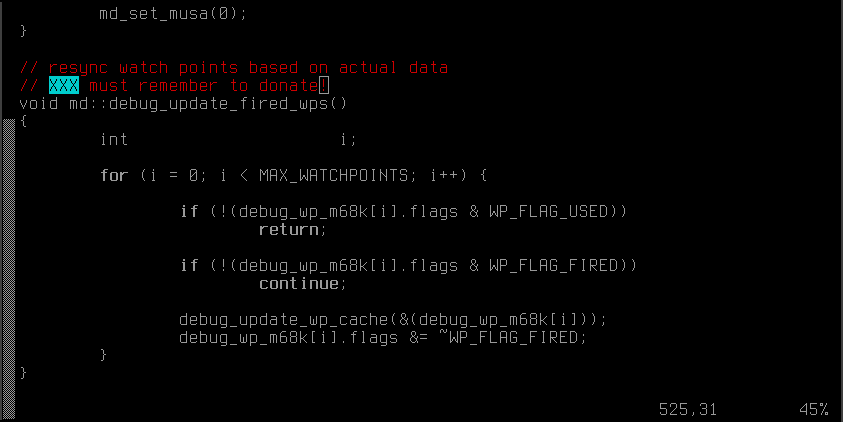 md_set_musa(0);
}
// resync watch points based on actual data
// XXX must remember to donate!
void md::debug_update_fired_wps()
{
int i;
for (i = 0; i < MAX_WATCHPOINTS; i++) {
if (!(debug_wp_m68k[i].flags & WP_FLAG_USED))
return;
if (!(debug_wp_m68k[i].flags & WP_FLAG_FIRED))
continue;
debug_update_wp_cache(&(debug_wp_m68k[i]));
debug_wp_m68k[i].flags &= ~WP_FLAG_FIRED;
}
}
525,31 45%